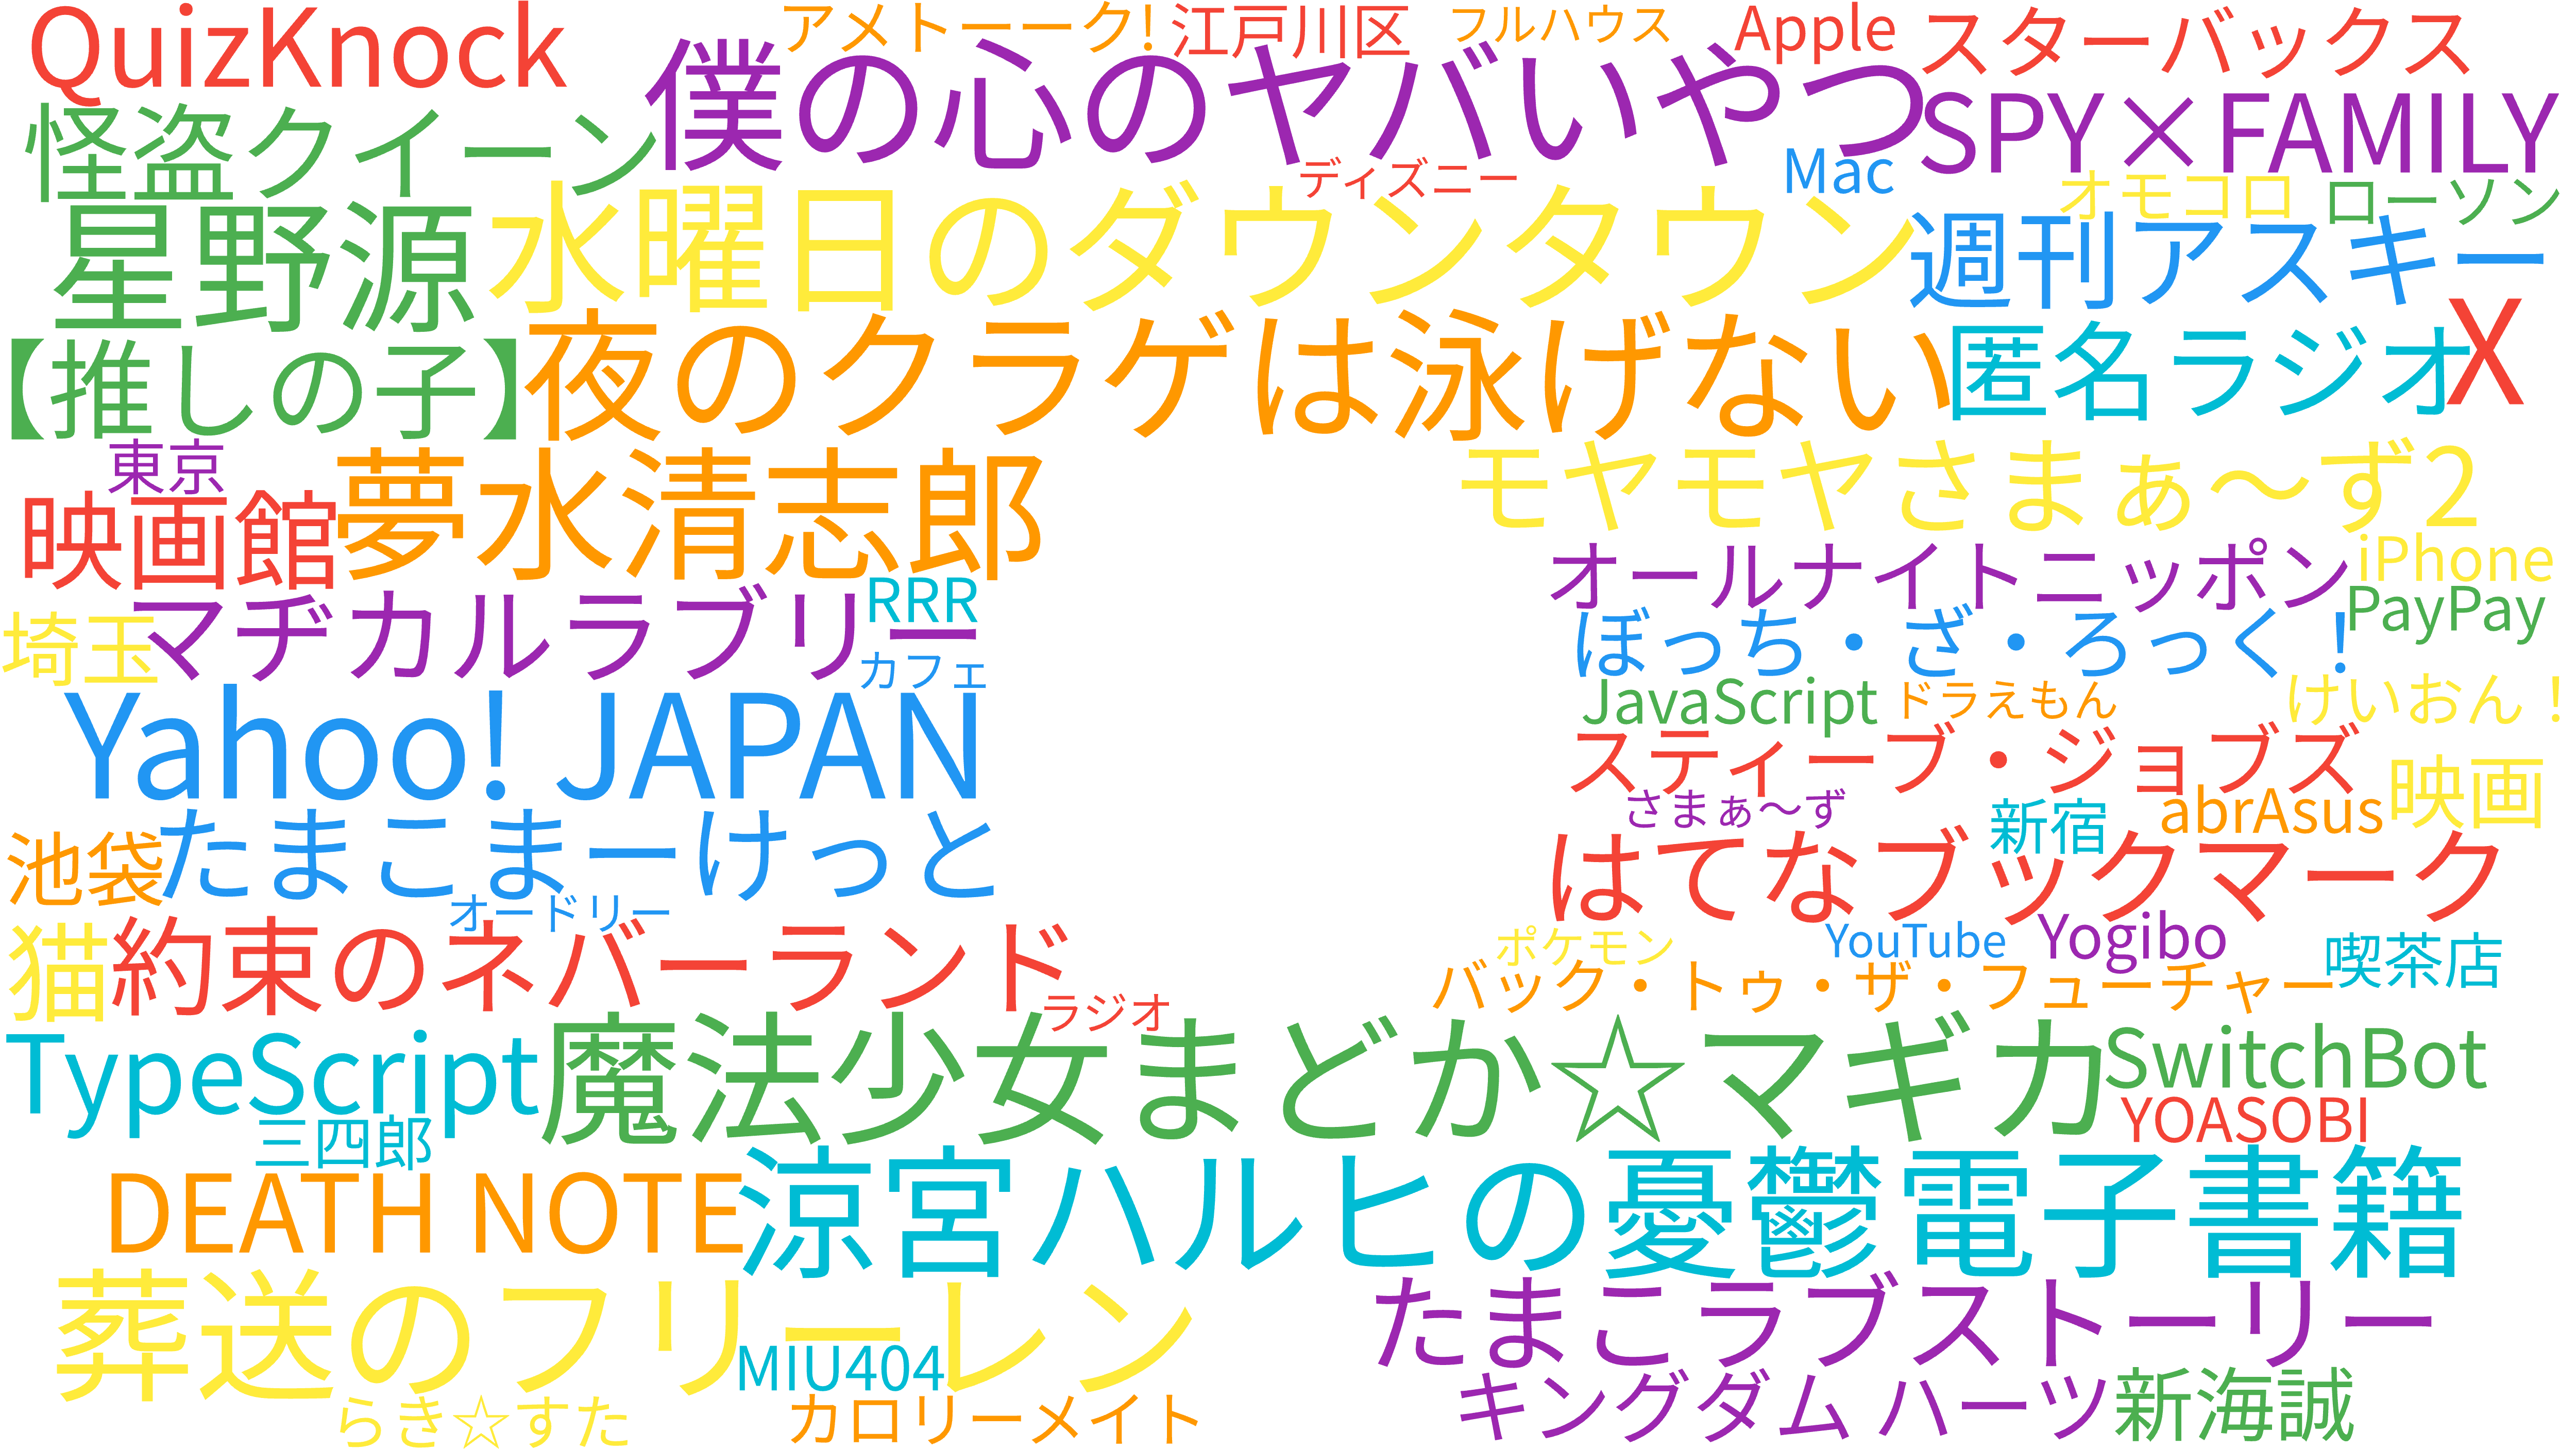 QuizKnock
アメトーーク!
江戸川区
フルハウス
Apple
スターバックス
怪盗クイーン
僕の心のヤバいやつ
SPY×FAMILY
ディズニー
Mac
オモコロ
ローソン
星野源
水曜日のダウンタウン
週刊アスキー
【推しの子】
夜のクラゲは泳げない
匿名ラジオ
X
東京
映画館
夢水清志郎
モヤモヤさまぁ〜ず2
オールナイトニッポン
iPhone
埼玉
マヂカルラブリー
RRR
ぼっち・ざ・ろっく！
PayPay
カフェ
JavaScript
ドラえもん
けいおん！
Yahoo! JAPAN
スティーブ・ジョブズ
映画
さまぁ〜ず
新宿
abrAsus
池袋
たまこまーけっと
はてなブックマーク
オードリー
猫
約束のネバーランド
ポケモン
YouTube
Yogibo
喫茶店
バック・トゥ・ザ・フューチャー
ラジオ
TypeScript
魔法少女まどか☆マギカ
SwitchBot
YOASOBI
三四郎
DEATH NOTE
涼宮ハルヒの憂鬱
電子書籍
葬送のフリーレン
たまこラブストーリー
MIU404
らき☆すた
カロリーメイト
キングダム ハーツ
新海誠